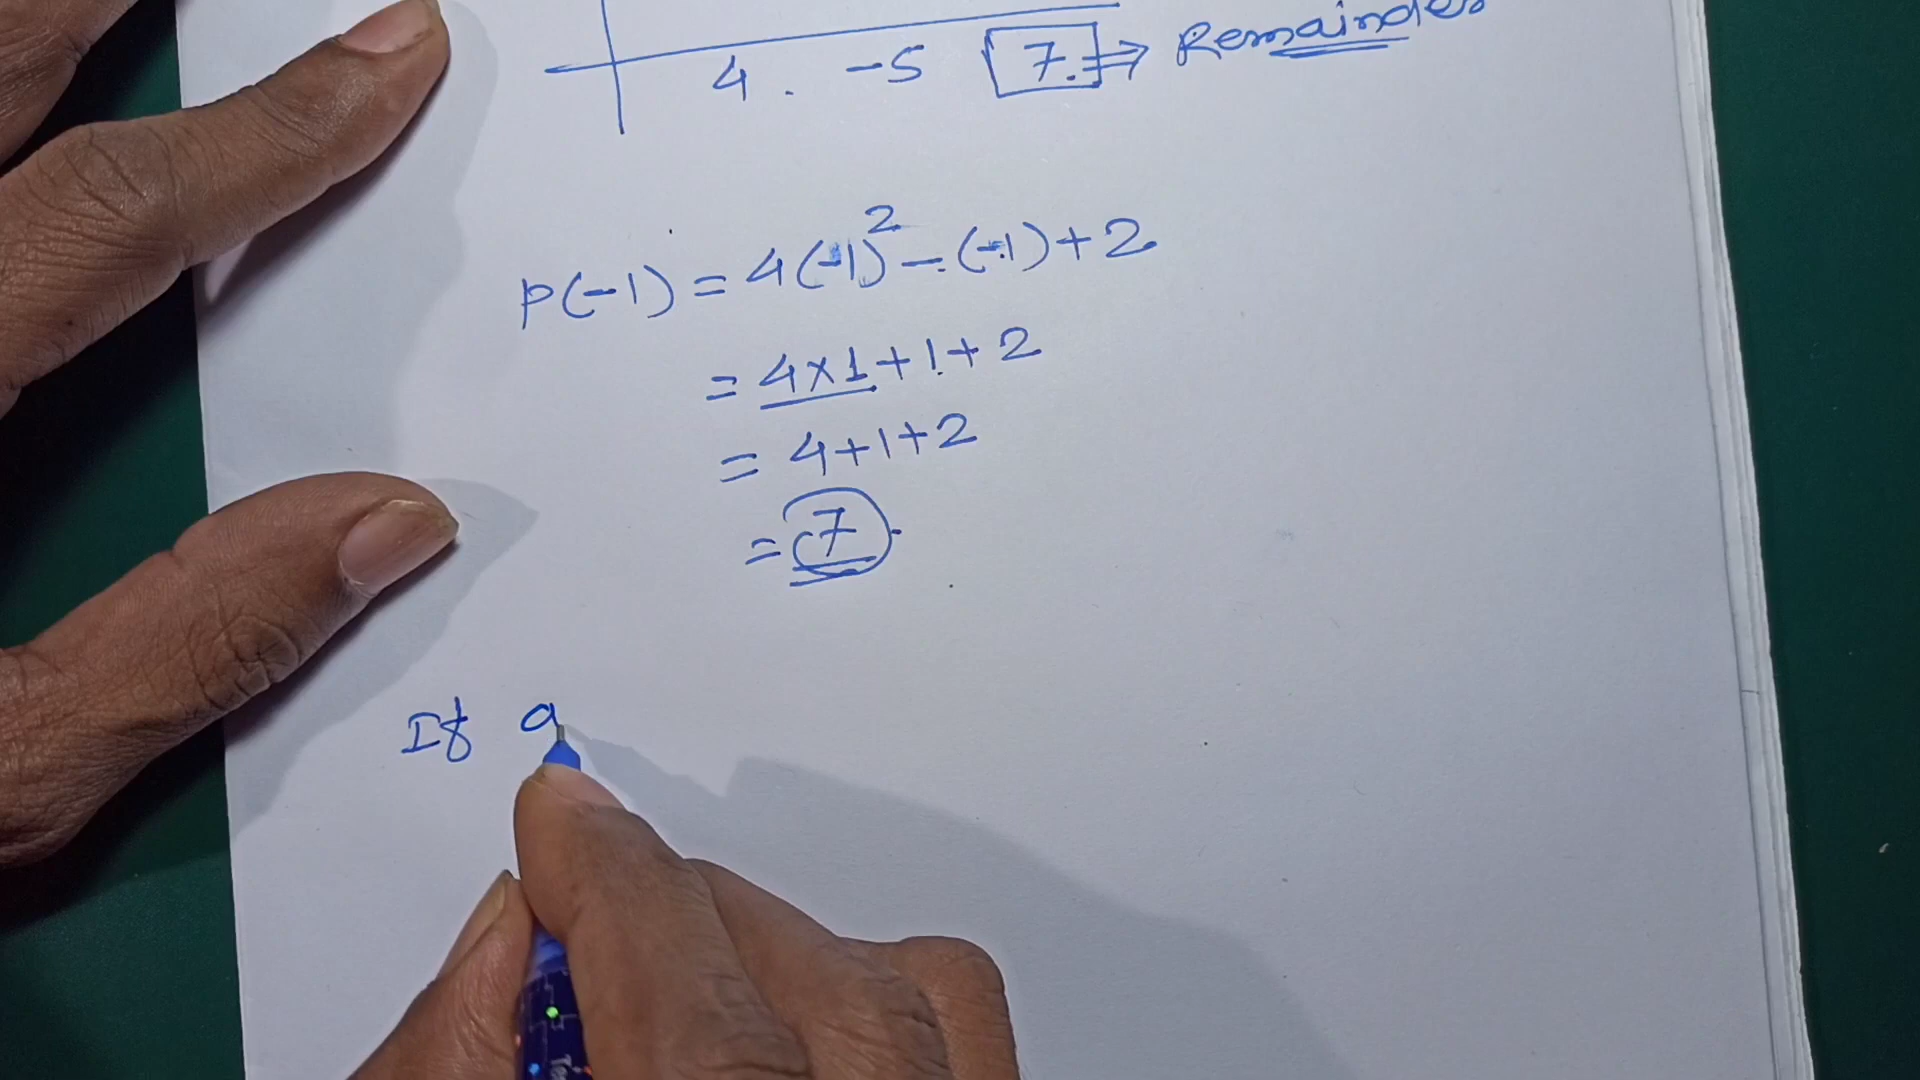 4 . -5 7. ⇒ Remainder
P(-1) = 4(-1)² - (-1) + 2
= 4×1 + 1 + 2
= 4+1+2
= 7
If a